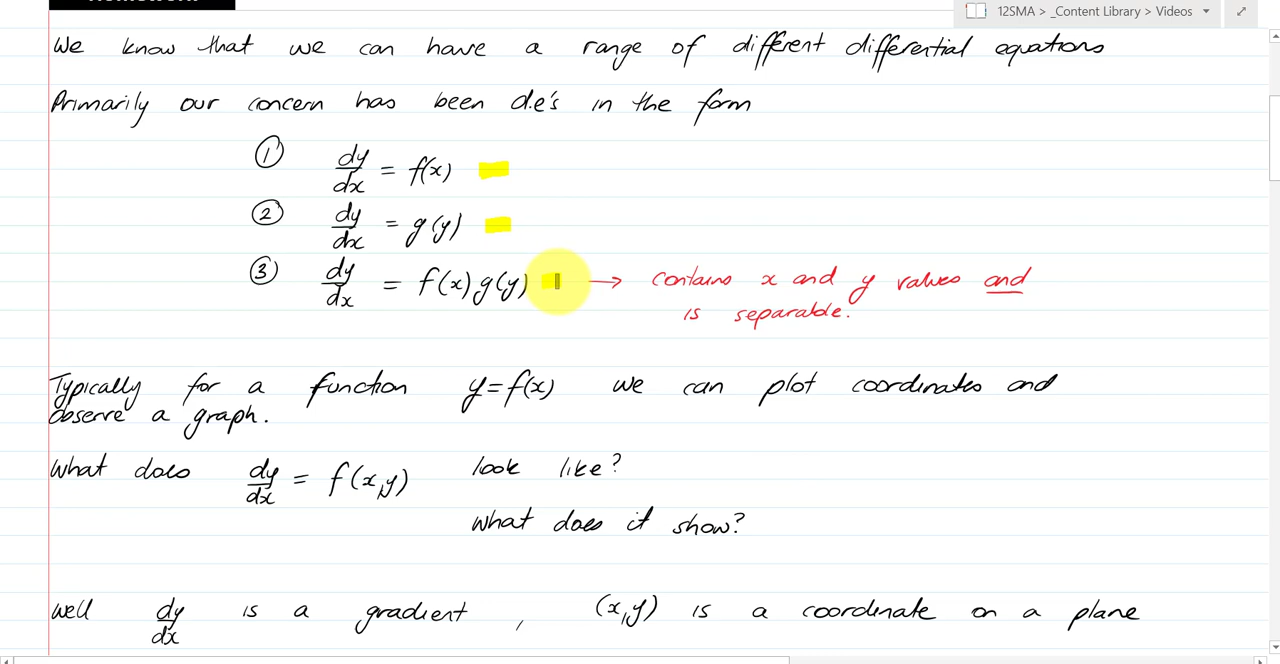 12SMA > _Content Library > Videos
We know that we can have a range of different differential equations
Primarily our concern has been d.e's in the form
① dy/dx = f(x)
② dy/dx = g(y)
③ dy/dx = f(x)g(y) → contains x and y values and
is separable.
Typically for a function y=f(x) we can plot coordinates and
observe a graph.
What does dy/dx = f(x,y) look like?
What does it show?
Well dy/dx is a gradient , (x,y) is a coordinate on a plane